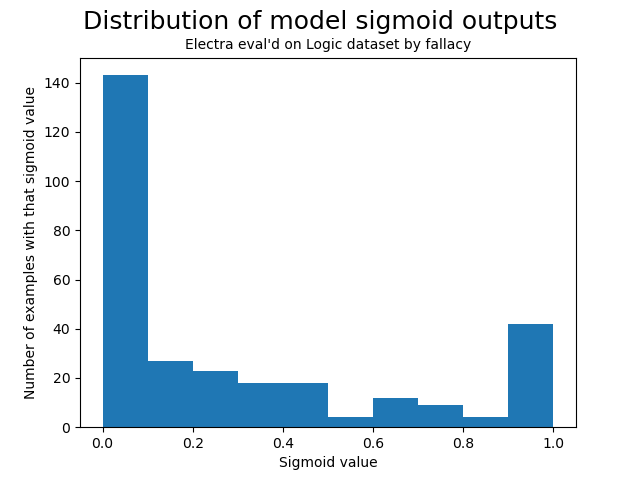 Distribution of model sigmoid outputs
Electra eval'd on Logic dataset by fallacy
Number of examples with that sigmoid value
140
120
100
80
60
40
20
0
0.0 0.2 0.4 0.6 0.8 1.0
Sigmoid value